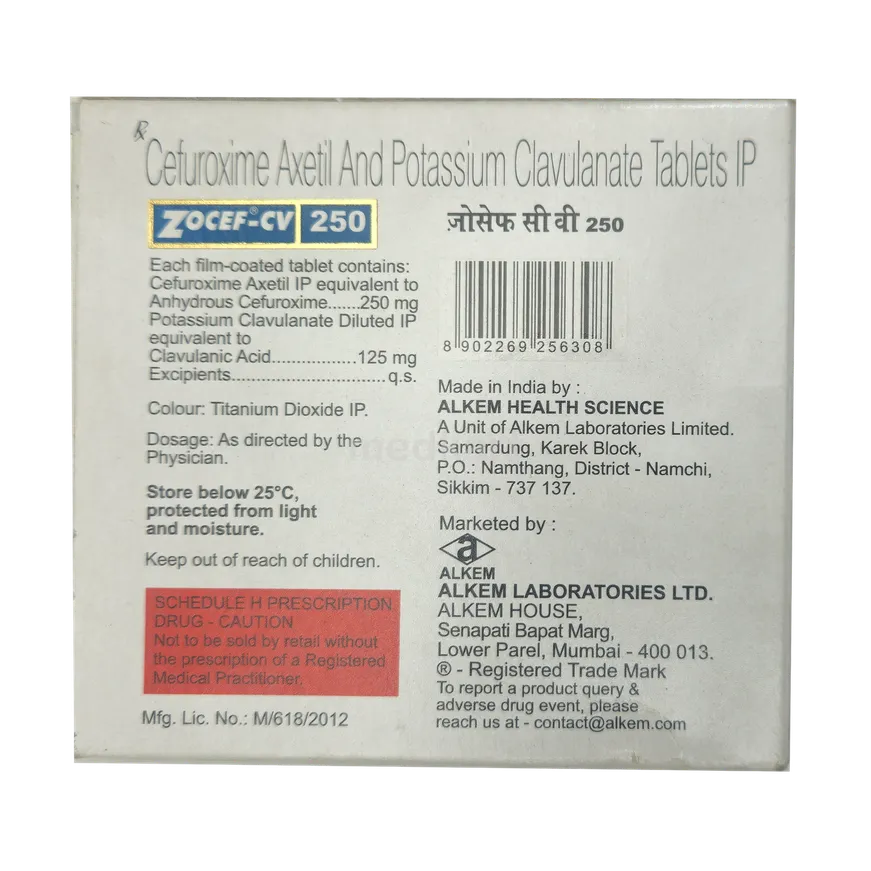 ℞
Cefuroxime Axetil And Potassium Clavulanate Tablets IP
ZOCEF®-CV 250
ज़ोसेफ सी वी 250
Each film-coated tablet contains:
Cefuroxime Axetil IP equivalent to
Anhydrous Cefuroxime.......250 mg
Potassium Clavulanate Diluted IP
equivalent to
Clavulanic Acid................125 mg
Excipients.............................q.s.
Colour: Titanium Dioxide IP.
Dosage: As directed by the
Physician.
Store below 25°C,
protected from light
and moisture.
Keep out of reach of children.
SCHEDULE H PRESCRIPTION
DRUG - CAUTION
Not to be sold by retail without
the prescription of a Registered
Medical Practitioner.
Mfg. Lic. No.: M/618/2012
8 902269 256308
Made in India by :
ALKEM HEALTH SCIENCE
A Unit of Alkem Laboratories Limited.
Samardung, Karek Block,
P.O.: Namthang, District - Namchi,
Sikkim - 737 137.
Marketed by :
a
ALKEM
ALKEM LABORATORIES LTD.
ALKEM HOUSE,
Senapati Bapat Marg,
Lower Parel, Mumbai - 400 013.
® - Registered Trade Mark
To report a product query &
adverse drug event, please
reach us at - contact@alkem.com